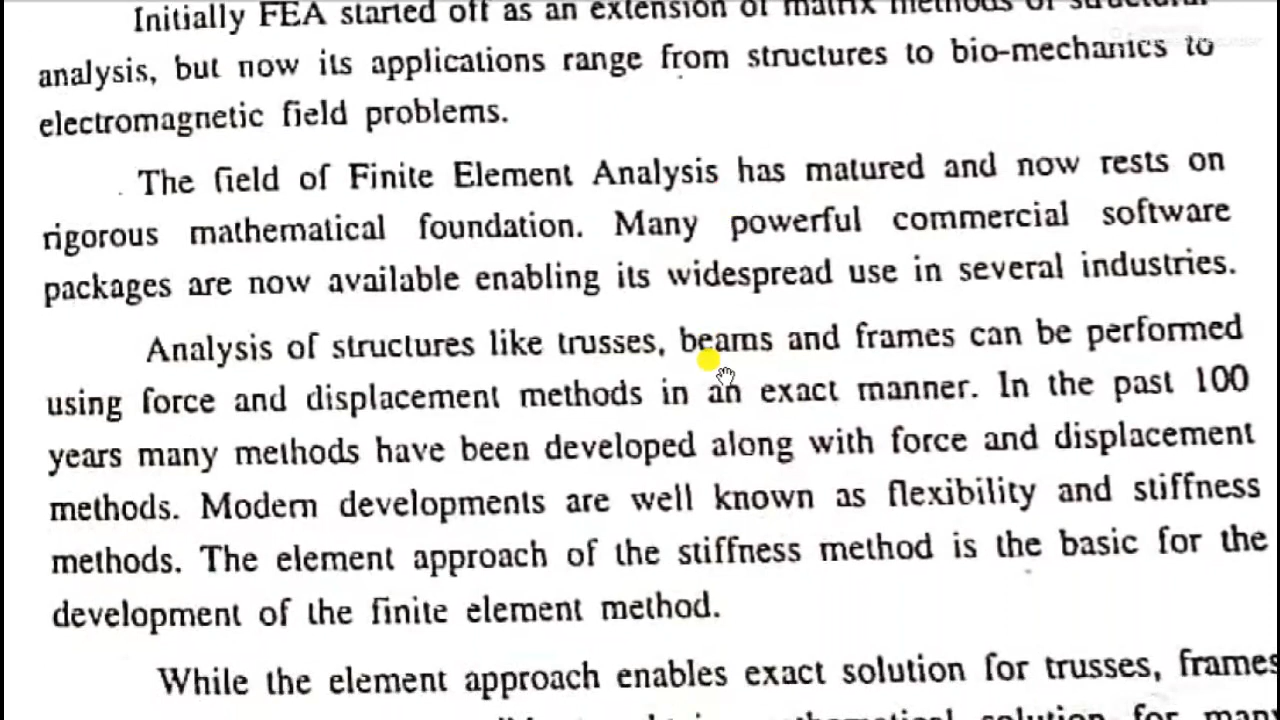 Initially FEA started off as an extension of matrix methods of structural
analysis, but now its applications range from structures to bio-mechanics to
electromagnetic field problems.
The field of Finite Element Analysis has matured and now rests on
rigorous mathematical foundation. Many powerful commercial software
packages are now available enabling its widespread use in several industries.
Analysis of structures like trusses, beams and frames can be performed
using force and displacement methods in an exact manner. In the past 100
years many methods have been developed along with force and displacement
methods. Modern developments are well known as flexibility and stiffness
methods. The element approach of the stiffness method is the basic for the
development of the finite element method.
While the element approach enables exact solution for trusses, frames
mathematical solution for many